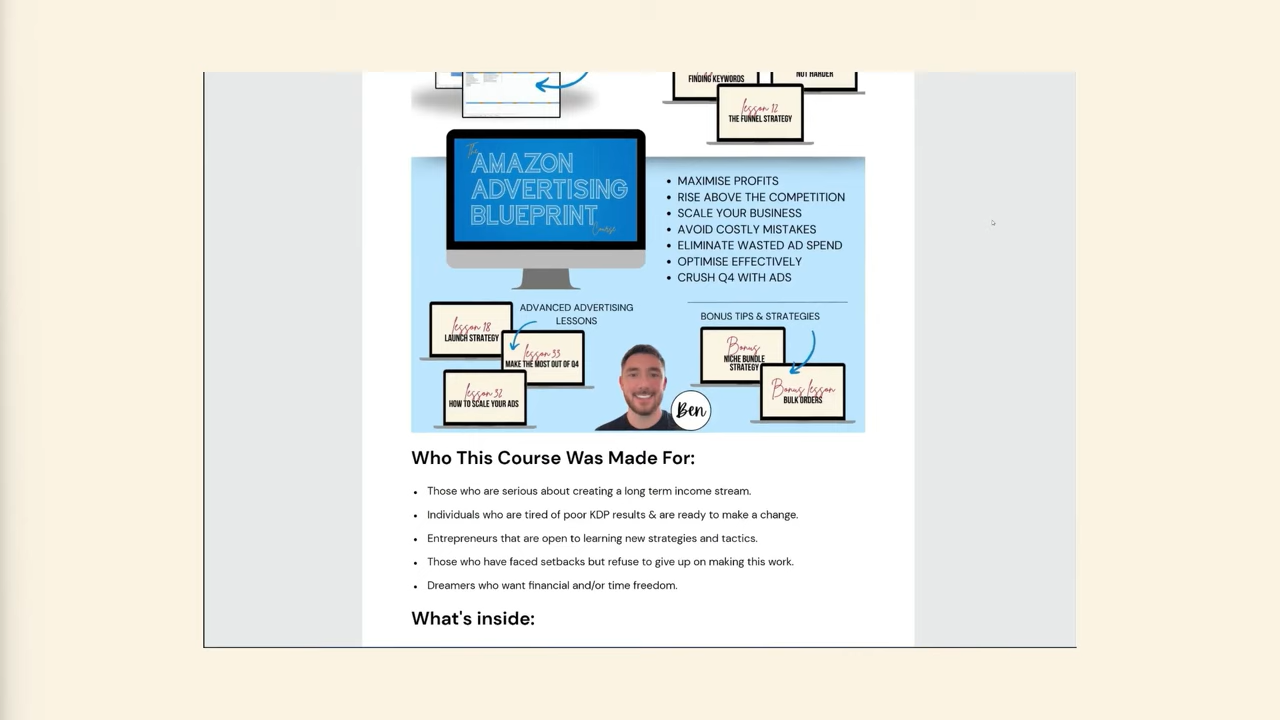 FINDING KEYWORDS
NOT HARDER
lesson 12
THE FUNNEL STRATEGY
The
AMAZON
ADVERTISING
BLUEPRINT
Course
• MAXIMISE PROFITS
• RISE ABOVE THE COMPETITION
• SCALE YOUR BUSINESS
• AVOID COSTLY MISTAKES
• ELIMINATE WASTED AD SPEND
• OPTIMISE EFFECTIVELY
• CRUSH Q4 WITH ADS
ADVANCED ADVERTISING
LESSONS
lesson 18
LAUNCH STRATEGY
lesson 33
MAKE THE MOST OUT OF Q4
lesson 32
HOW TO SCALE YOUR ADS
Ben
BONUS TIPS & STRATEGIES
Bonus
NICHE BUNDLE
STRATEGY
Bonus lesson
BULK ORDERS
Who This Course Was Made For:
• Those who are serious about creating a long term income stream.
• Individuals who are tired of poor KDP results & are ready to make a change.
• Entrepreneurs that are open to learning new strategies and tactics.
• Those who have faced setbacks but refuse to give up on making this work.
• Dreamers who want financial and/or time freedom.
What's inside: